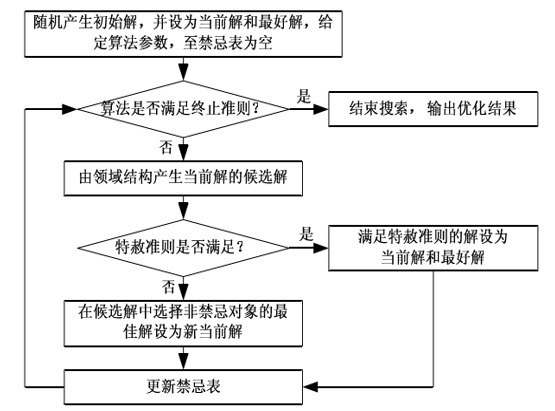 随机产生初始解，并设为当前解和最好解，给
定算法参数，至禁忌表为空
算法是否满足终止准则？
是
结束搜索，输出优化结果
否
由领域结构产生当前解的候选解
特赦准则是否满足？
是
满足特赦准则的解设为
当前解和最好解
否
在候选解中选择非禁忌对象的最
佳解设为新当前解
更新禁忌表